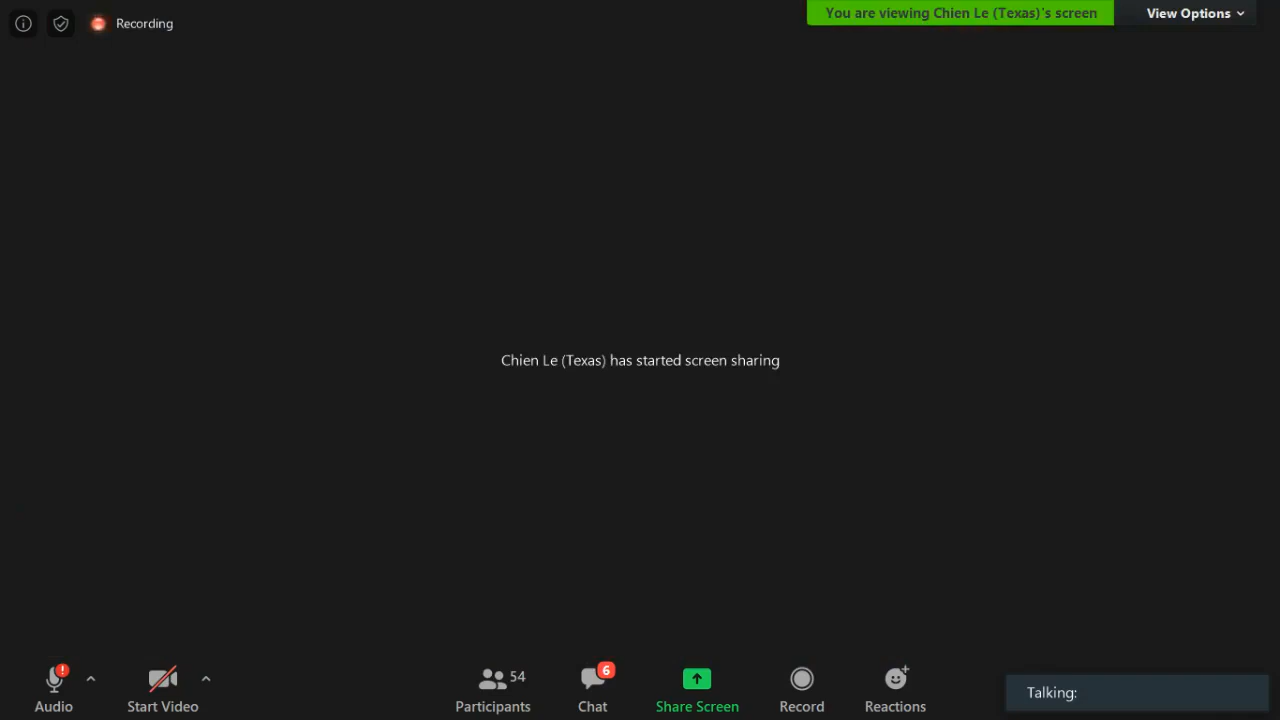 Recording
You are viewing Chien Le (Texas)'s screen
View Options
Chien Le (Texas) has started screen sharing
54
6
Audio
Start Video
Participants
Chat
Share Screen
Record
Reactions
Talking: